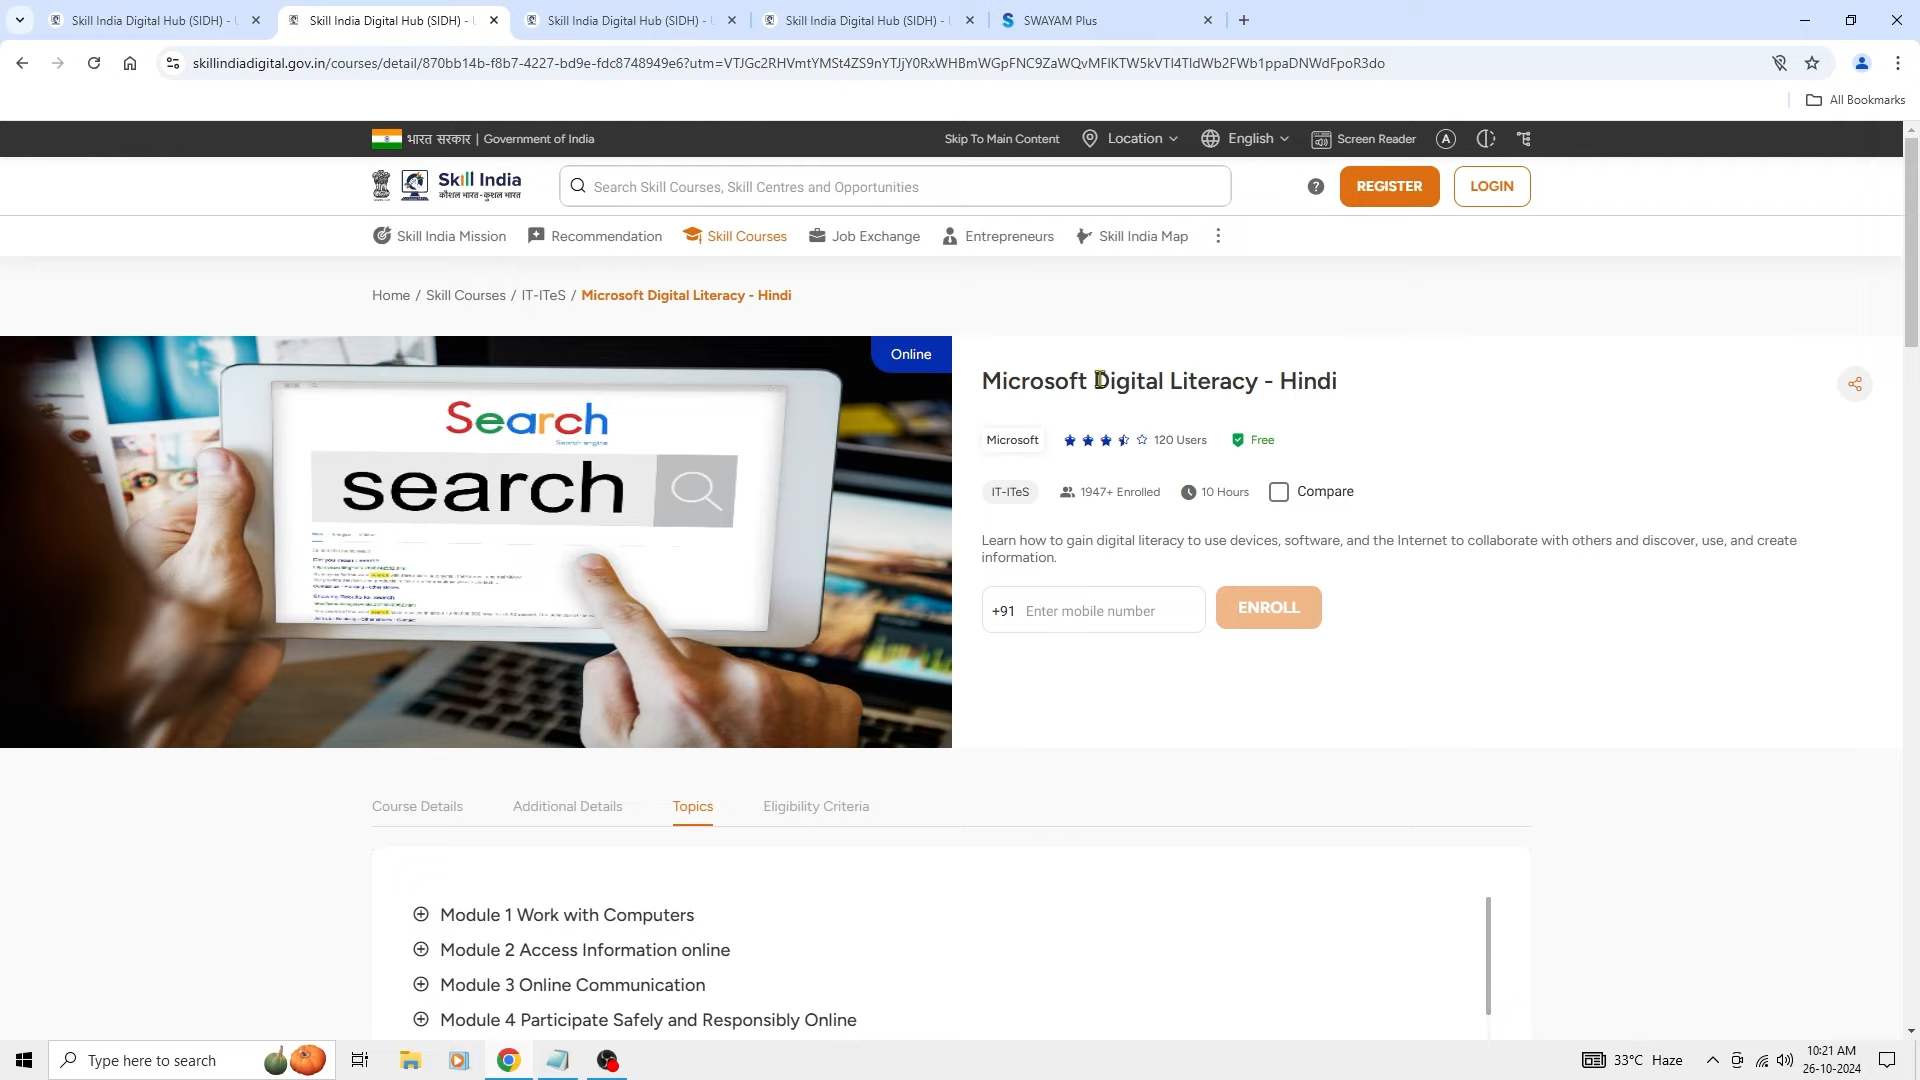 Skill India Digital Hub (SIDH) - U
Skill India Digital Hub (SIDH) - U
Skill India Digital Hub (SIDH) - U
Skill India Digital Hub (SIDH) - U
SWAYAM Plus
skillindiadigital.gov.in/courses/detail/870bb14b-f8b7-4227-bd9e-fdc8748949e6?utm=
All Bookmarks
भारत सरकार | Government of India
Skip To Main Content
Location
English
Screen Reader
A
Skill India
कौशल भारत-कुशल भारत
Search Skill Courses, Skill Centres and Opportunities
?
REGISTER
LOGIN
Skill India Mission
Recommendation
Skill Courses
Job Exchange
Entrepreneurs
Skill India Map
Home / Skill Courses / IT-ITeS / Microsoft Digital Literacy - Hindi
Online
Search
Search engine
search
Microsoft Digital Literacy - Hindi
Microsoft
120 Users
Free
IT-ITeS
1947+ Enrolled
10 Hours
Compare
Learn how to gain digital literacy to use devices, software, and the Internet to collaborate with others and discover, use, and create
information.
+91 Enter mobile number
ENROLL
Course Details
Additional Details
Topics
Eligibility Criteria
Module 1 Work with Computers
Module 2 Access Information online
Module 3 Online Communication
Module 4 Participate Safely and Responsibly Online
Type here to search
33°C Haze
10:21 AM
26-10-2024